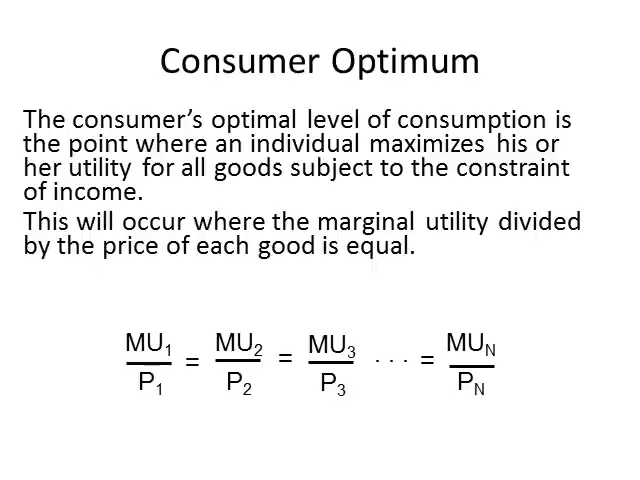 Consumer Optimum
The consumer’s optimal level of consumption is
the point where an individual maximizes his or
her utility for all goods subject to the constraint
of income.
This will occur where the marginal utility divided
by the price of each good is equal.
MU₁ / P₁ = MU₂ / P₂ = MU₃ / P₃ · · · = MU_N / P_N